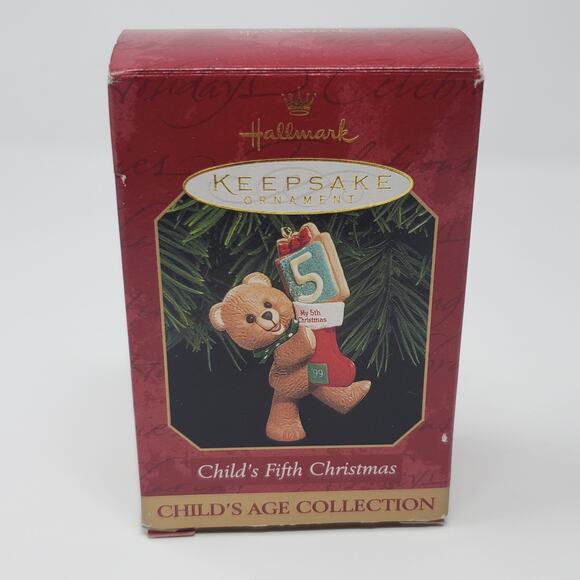 Hallmark
KEEPSAKE
ORNAMENT
5
My 5th
Christmas
'99
Child's Fifth Christmas
CHILD'S AGE COLLECTION